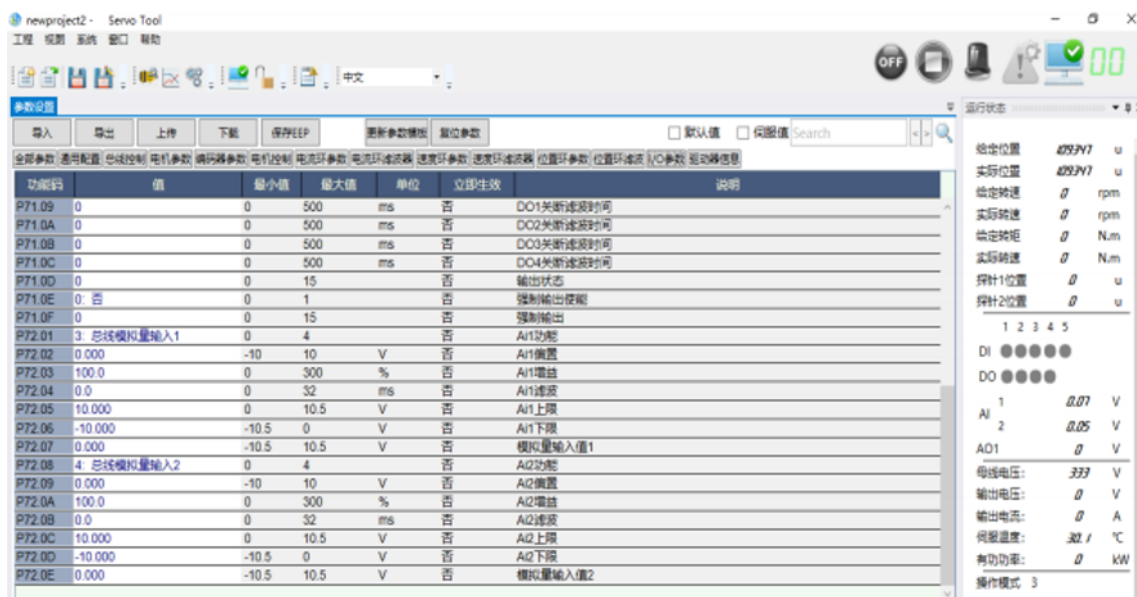 newproject2 - Servo Tool
工程 视图 系统 窗口 帮助
OFF
00
中文
参数设置
运行状态
导入 导出 上传 下载 保存EEP 更新参数模板 复位参数 默认值 伺服值 Search
全部参数 通用配置 总线控制 电机参数 编码器参数 电机控制 电流环参数 电流环滤波器 速度环参数 速度环滤波器 位置环参数 位置环滤波 I/O参数 驱动器信息
功能码 值 最小值 最大值 单位 立即生效 说明
P71.09 0 0 500 ms 否 DO1关断滤波时间
P71.0A 0 0 500 ms 否 DO2关断滤波时间
P71.0B 0 0 500 ms 否 DO3关断滤波时间
P71.0C 0 0 500 ms 否 DO4关断滤波时间
P71.0D 0 0 15 否 输出状态
P71.0E 0: 否 0 1 否 强制输出使能
P71.0F 0 0 15 否 强制输出
P72.01 3: 总线模拟量输入1 0 4 否 Ai1功能
P72.02 0.000 -10 10 V 否 Ai1偏置
P72.03 100.0 0 300 % 否 Ai1增益
P72.04 0.0 0 32 ms 否 Ai1滤波
P72.05 10.000 0 10.5 V 否 Ai1上限
P72.06 -10.000 -10.5 0 V 否 Ai1下限
P72.07 0.000 -10.5 10.5 V 否 模拟量输入值1
P72.08 4: 总线模拟量输入2 0 4 否 Ai2功能
P72.09 0.000 -10 10 V 否 Ai2偏置
P72.0A 100.0 0 300 % 否 Ai2增益
P72.0B 0.0 0 32 ms 否 Ai2滤波
P72.0C 10.000 0 10.5 V 否 Ai2上限
P72.0D -10.000 -10.5 0 V 否 Ai2下限
P72.0E 0.000 -10.5 10.5 V 否 模拟量输入值2
给定位置 109347 u
实际位置 109347 u
给定转速 0 rpm
实际转速 0 rpm
给定转矩 0 N.m
实际转速 0 N.m
探针1位置 0 u
探针2位置 0 u
1 2 3 4 5
DI
DO
AI 1 0.07 V
2 0.05 V
AO1 0 V
母线电压: 333 V
输出电压: 0 V
输出电流: 0 A
伺服温度: 30.1 ℃
有功功率: 0 kW
操作模式 3